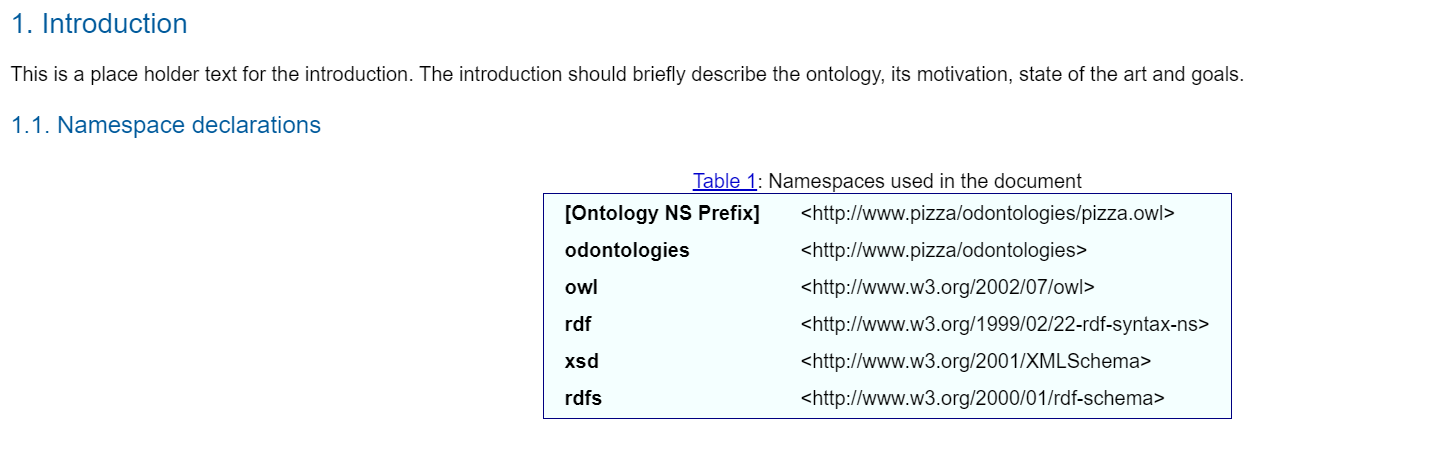 1. Introduction
This is a place holder text for the introduction. The introduction should briefly describe the ontology, its motivation, state of the art and goals.
1.1. Namespace declarations
Table 1: Namespaces used in the document
[Ontology NS Prefix] <http://www.pizza/odontologies/pizza.owl>
odontologies <http://www.pizza/odontologies>
owl <http://www.w3.org/2002/07/owl>
rdf <http://www.w3.org/1999/02/22-rdf-syntax-ns>
xsd <http://www.w3.org/2001/XMLSchema>
rdfs <http://www.w3.org/2000/01/rdf-schema>